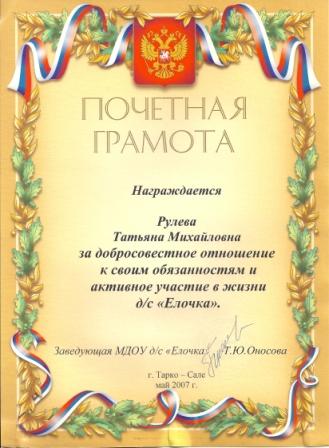 ПОЧЕТНАЯ
ГРАМОТА
Награждается
Рулева
Татьяна Михайловна
за добросовестное отношение
к своим обязанностям и
активное участие в жизни
д/с «Елочка».
Заведующая МДОУ д/с «Елочка» Т.Ю.Оносова
г. Тарко – Сале
май 2007 г.